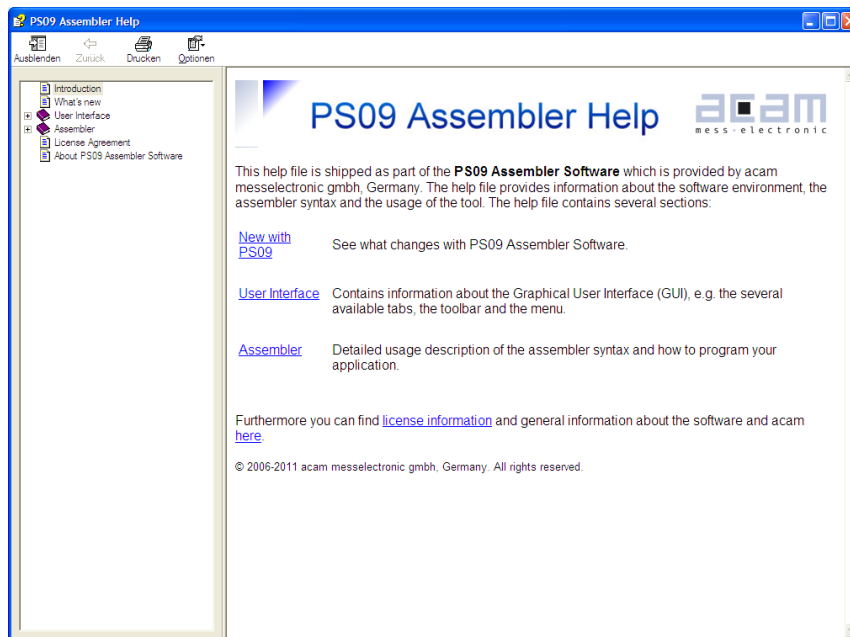 PS09 Assembler Help
Ausblenden Zurück Drucken Optionen
Introduction
What's new
User Interface
Assembler
License Agreement
About PS09 Assembler Software
PS09 Assembler Help
acam
mess-electronic
This help file is shipped as part of the PS09 Assembler Software which is provided by acam
messelectronic gmbh, Germany. The help file provides information about the software environment, the
assembler syntax and the usage of the tool. The help file contains several sections:
New with
PS09
See what changes with PS09 Assembler Software.
User Interface
Contains information about the Graphical User Interface (GUI), e.g. the several
available tabs, the toolbar and the menu.
Assembler
Detailed usage description of the assembler syntax and how to program your
application.
Furthermore you can find license information and general information about the software and acam
here.
© 2006-2011 acam messelectronic gmbh, Germany. All rights reserved.